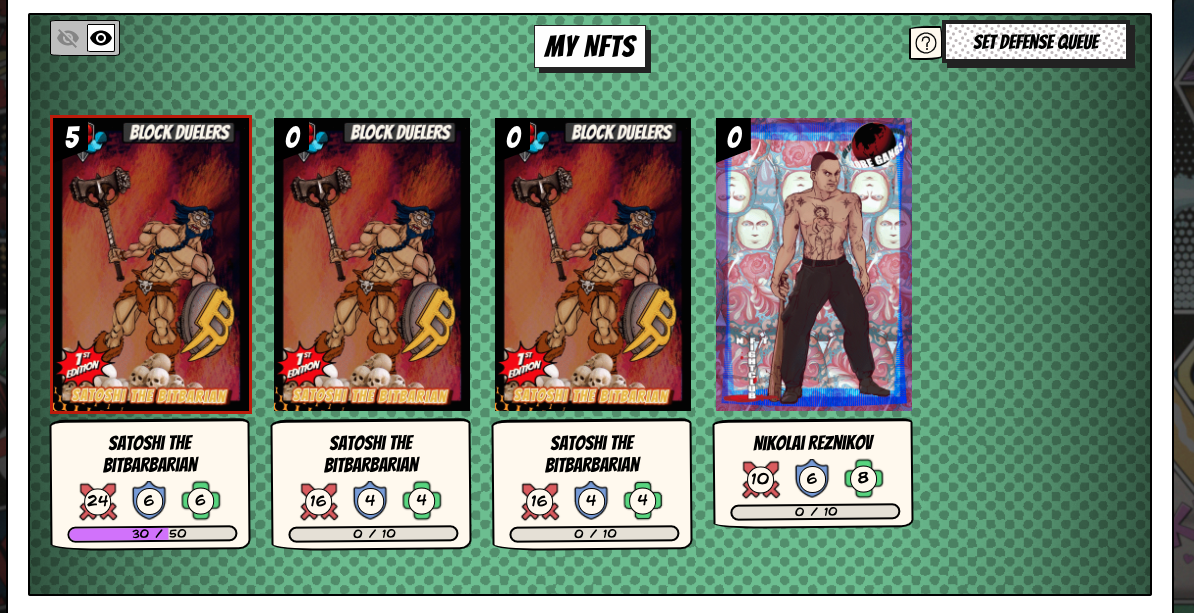 MY NFTS
?
SET DEFENSE QUEUE
5
BLOCK DUELERS
1ST
EDITION
SATOSHI THE BITBARIAN
0
BLOCK DUELERS
1ST
EDITION
SATOSHI THE BITBARIAN
0
BLOCK DUELERS
1ST
EDITION
SATOSHI THE BITBARIAN
0
SATOSHI THE
BITBARBARIAN
24 6 6
30 / 50
SATOSHI THE
BITBARBARIAN
16 4 4
0 / 10
SATOSHI THE
BITBARBARIAN
16 4 4
0 / 10
NIKOLAI REZNIKOV
10 6 8
0 / 10